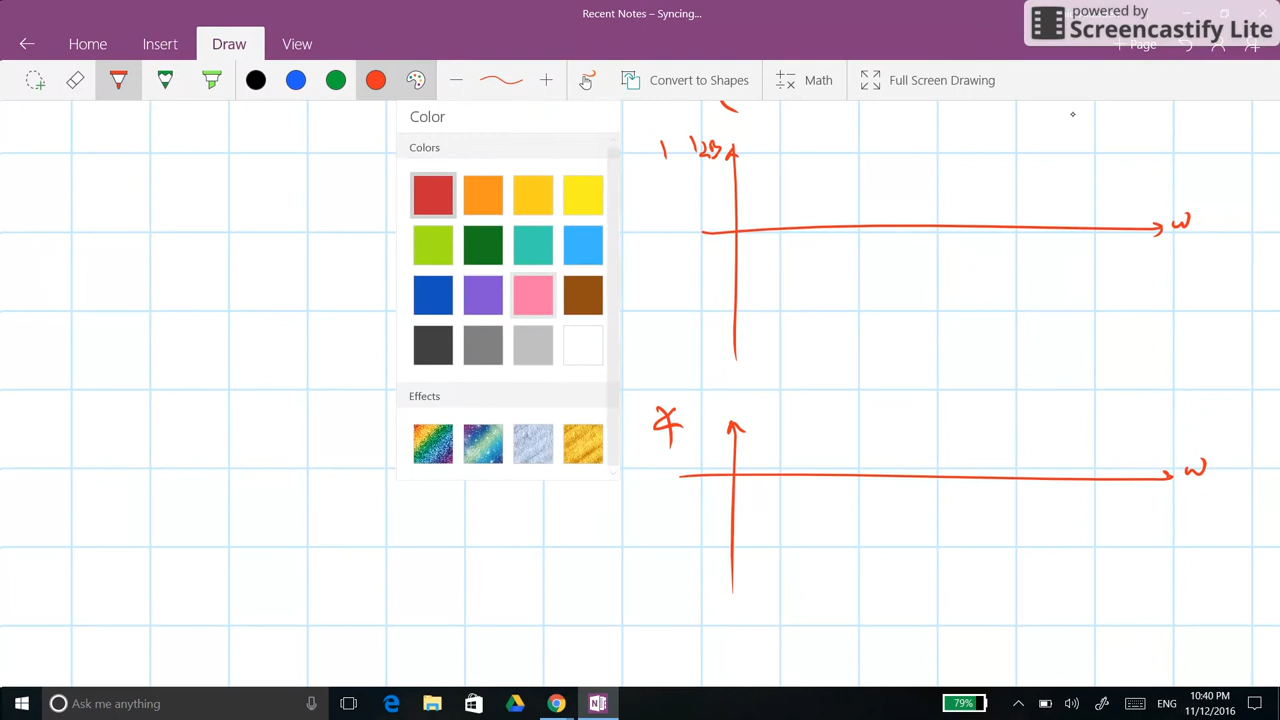 Recent Notes – Syncing...
powered by
Screencastify Lite
Home Insert Draw View
Page
Convert to Shapes Math Full Screen Drawing
Color
Colors
Effects
ω
ω
Ask me anything
79%
ENG
10:40 PM
11/12/2016